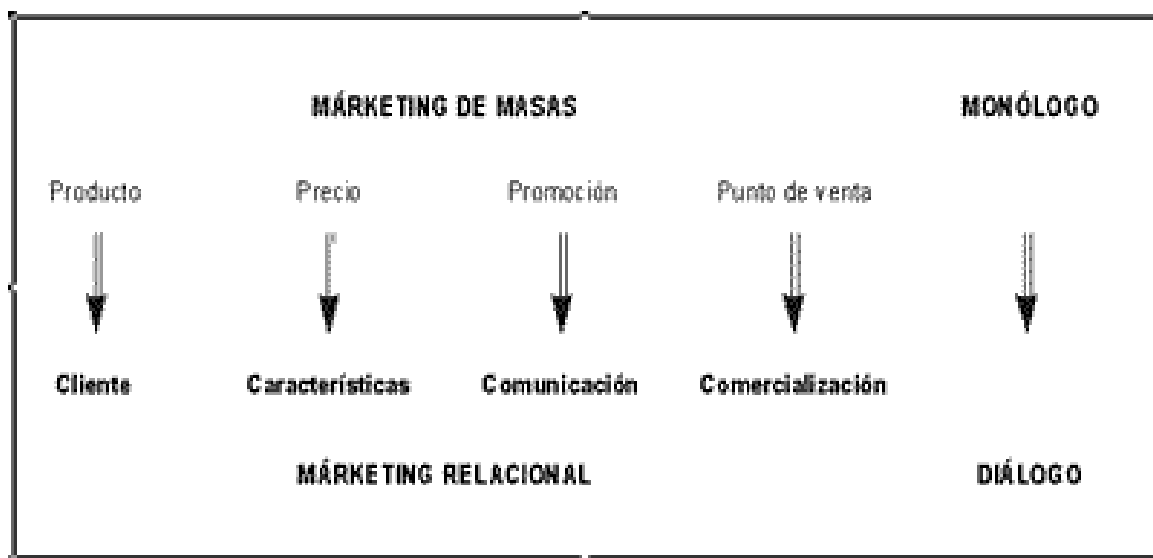 MÁRKETING DE MASAS MONÓLOGO
Producto Precio Promoción Punto de venta
Cliente Características Comunicación Comercialización
MÁRKETING RELACIONAL DIÁLOGO